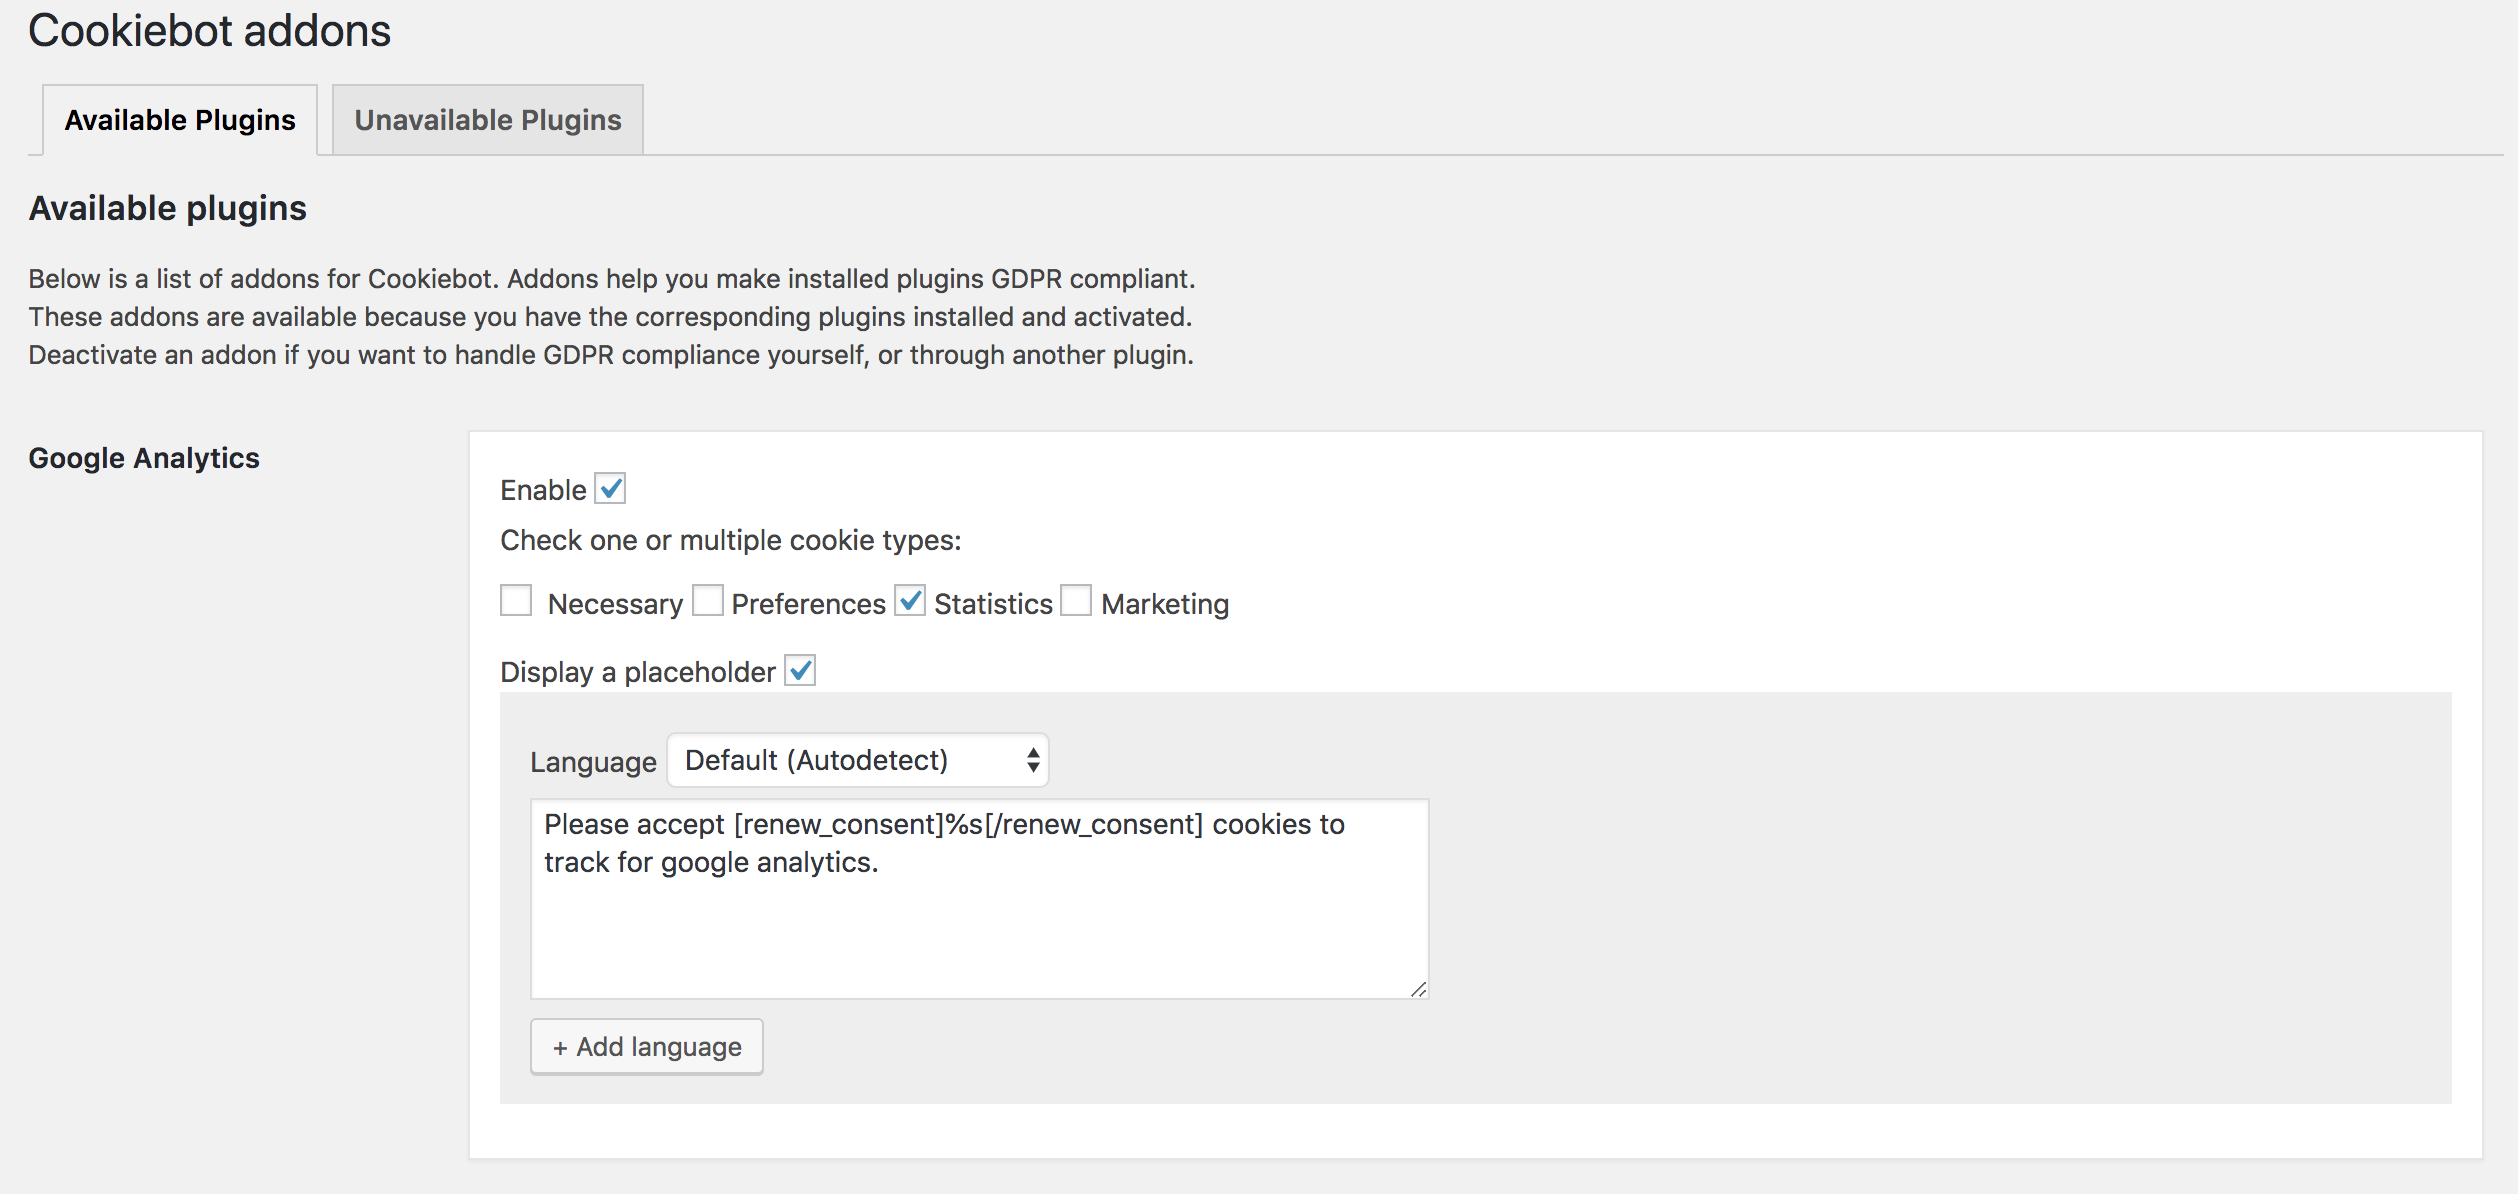 Cookiebot addons
Available Plugins
Unavailable Plugins
Available plugins
Below is a list of addons for Cookiebot. Addons help you make installed plugins GDPR compliant.
These addons are available because you have the corresponding plugins installed and activated.
Deactivate an addon if you want to handle GDPR compliance yourself, or through another plugin.
Google Analytics
Enable
Check one or multiple cookie types:
Necessary Preferences Statistics Marketing
Display a placeholder
Language Default (Autodetect)
Please accept [renew_consent]%s[/renew_consent] cookies to
track for google analytics.
+ Add language